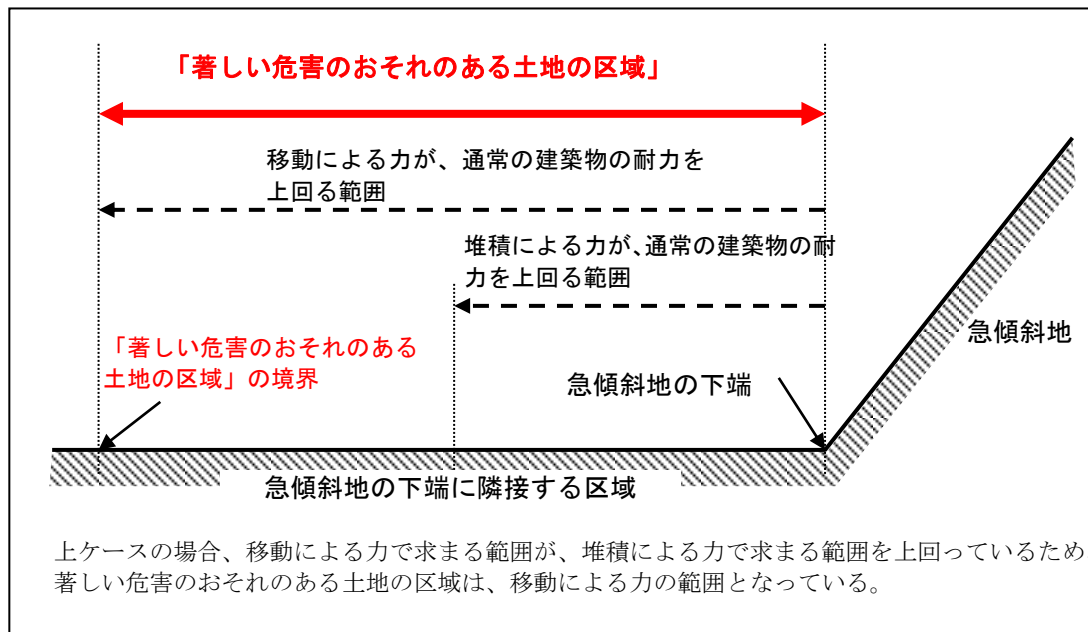 「著しい危害のおそれのある土地の区域」
移動による力が、通常の建築物の耐力を
上回る範囲
堆積による力が、通常の建築物の耐
力を上回る範囲
急傾斜地
「著しい危害のおそれのある
土地の区域」の境界
急傾斜地の下端
急傾斜地の下端に隣接する区域
上ケースの場合、移動による力で求まる範囲が、堆積による力で求まる範囲を上回っているため
著しい危害のおそれのある土地の区域は、移動による力の範囲となっている。